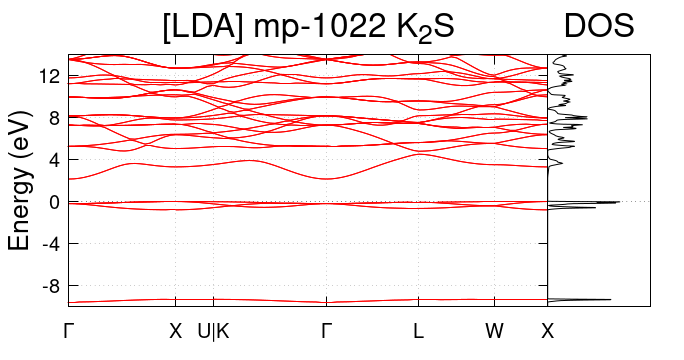 [LDA] mp-1022 K₂S
DOS
Energy (eV)
12
8
4
0
-4
-8
Γ X U|K Γ L W X